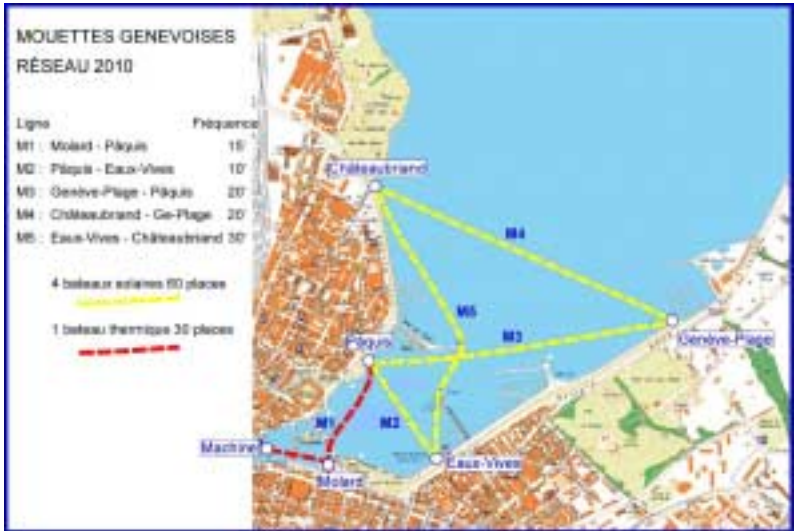 MOUETTES GENEVOISES
RÉSEAU 2010
Ligne Fréquence
M1 : Molard - Pâquis 15'
M2 : Pâquis - Eaux-Vives 10'
M3 : Genève-Plage - Pâquis 20'
M4 : Châteaubriand - Ge-Plage 20'
M5 : Eaux-Vives - Châteaubriand 30'
4 bateaux solaires 60 places
1 bateau thermique 30 places
Châteaubriand
M4
M5
M3
Genève-Plage
Pâquis
M1
M2
Machine
Eaux-Vives
Molard